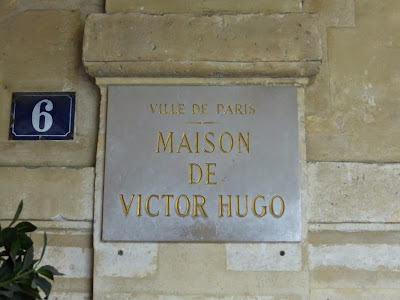 6
VILLE DE PARIS
MAISON
DE
VICTOR HUGO